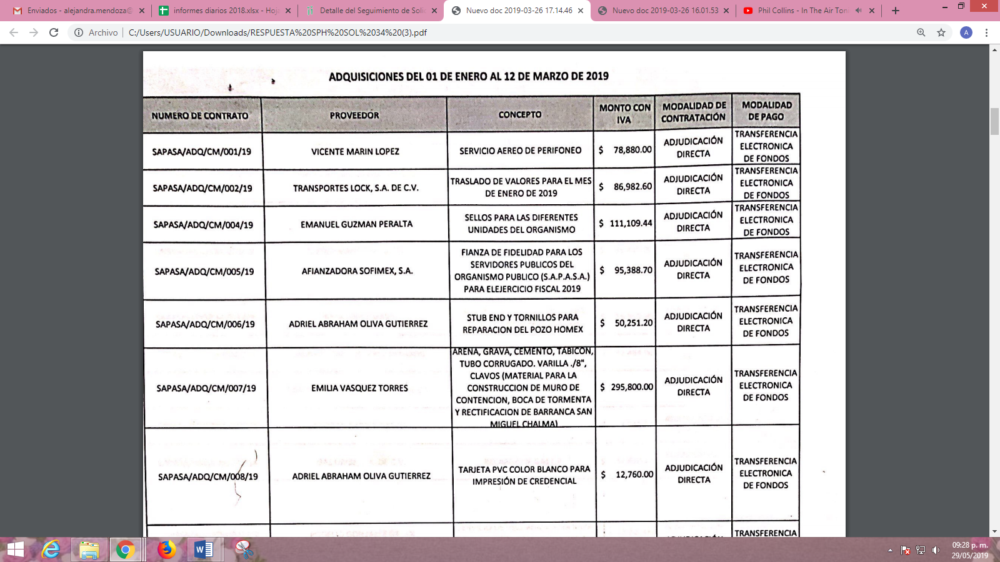 Enviados - alejandra.mendoza@
informes diarios 2018.xlsx - Hoja
Detalle del Seguimiento de Solic
Nuevo doc 2019-03-26 17.14.46
Nuevo doc 2019-03-26 16.01.53
Phil Collins - In The Air Ton
Archivo
C:/Users/USUARIO/Downloads/RESPUESTA%20SPH%20SOL%2034%20(3).pdf
A
ADQUISICIONES DEL 01 DE ENERO AL 12 DE MARZO DE 2019
NUMERO DE CONTRATO
PROVEEDOR
CONCEPTO
MONTO CON
IVA
MODALIDAD DE
CONTRATACIÓN
MODALIDAD
DE PAGO
SAPASA/ADQ/CM/001/19
VICENTE MARIN LOPEZ
SERVICIO AEREO DE PERIFONEO
$ 78,880.00
ADJUDICACIÓN
DIRECTA
TRANSFERENCIA
ELECTRONICA
DE FONDOS
SAPASA/ADQ/CM/002/19
TRANSPORTES LOCK, S.A. DE C.V.
TRASLADO DE VALORES PARA EL MES
DE ENERO DE 2019
$ 86,982.60
ADJUDICACIÓN
DIRECTA
TRANSFERENCIA
ELECTRONICA
DE FONDOS
SAPASA/ADQ/CM/004/19
EMANUEL GUZMAN PERALTA
SELLOS PARA LAS DIFERENTES
UNIDADES DEL ORGANISMO
$ 111,109.44
ADJUDICACIÓN
DIRECTA
TRANSFERENCIA
ELECTRONICA
DE FONDOS
SAPASA/ADQ/CM/005/19
AFIANZADORA SOFIMEX, S.A.
FIANZA DE FIDELIDAD PARA LOS
SERVIDORES PUBLICOS DEL
ORGANISMO PUBLICO (S.A.P.A.S.A.)
PARA ELEJERCICIO FISCAL 2019
$ 95,388.70
ADJUDICACIÓN
DIRECTA
TRANSFERENCIA
ELECTRONICA
DE FONDOS
SAPASA/ADQ/CM/006/19
ADRIEL ABRAHAM OLIVA GUTIERREZ
STUB END Y TORNILLOS PARA
REPARACION DEL POZO HOMEX
$ 50,251.20
ADJUDICACIÓN
DIRECTA
TRANSFERENCIA
ELECTRONICA
DE FONDOS
SAPASA/ADQ/CM/007/19
EMILIA VASQUEZ TORRES
ARENA, GRAVA, CEMENTO, TABICON,
TUBO CORRUGADO. VARILLA ./8",
CLAVOS (MATERIAL PARA LA
CONSTRUCCION DE MURO DE
CONTENCION, BOCA DE TORMENTA
Y RECTIFICACION DE BARRANCA SAN
MIGUEL CHALMA)
$ 295,800.00
ADJUDICACIÓN
DIRECTA
TRANSFERENCIA
ELECTRONICA
DE FONDOS
SAPASA/ADQ/CM/008/19
ADRIEL ABRAHAM OLIVA GUTIERREZ
TARJETA PVC COLOR BLANCO PARA
IMPRESIÓN DE CREDENCIAL
$ 12,760.00
ADJUDICACIÓN
DIRECTA
TRANSFERENCIA
ELECTRONICA
DE FONDOS
TRANSFERENCIA
09:28 p. m.
29/05/2019